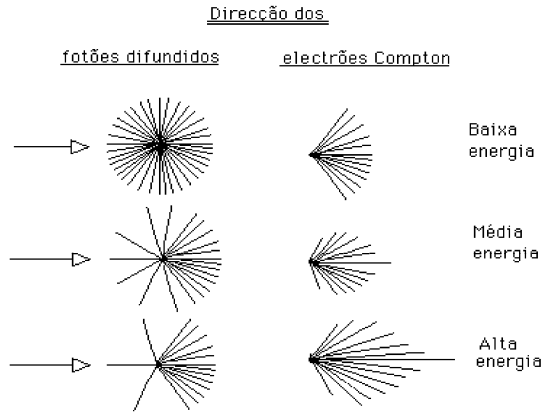 Direcção dos
fotões difundidos
electrões Compton
Baixa
energia
Média
energia
Alta
energia